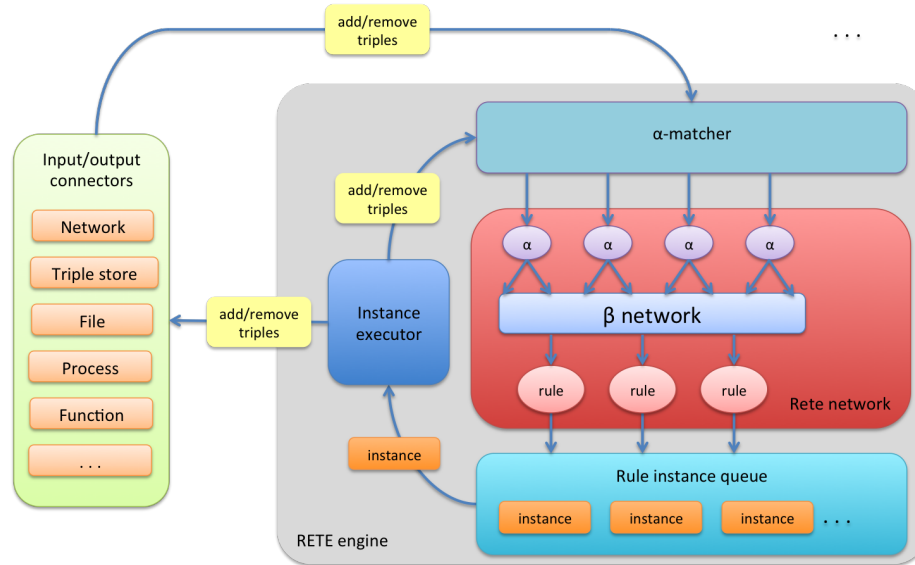 add/remove
triples
. . .
Input/output
connectors
Network
Triple store
File
Process
Function
. . .
α-matcher
add/remove
triples
α
α
α
α
β network
rule
rule
rule
Rete network
add/remove
triples
Instance
executor
instance
Rule instance queue
instance
instance
instance
. . .
RETE engine